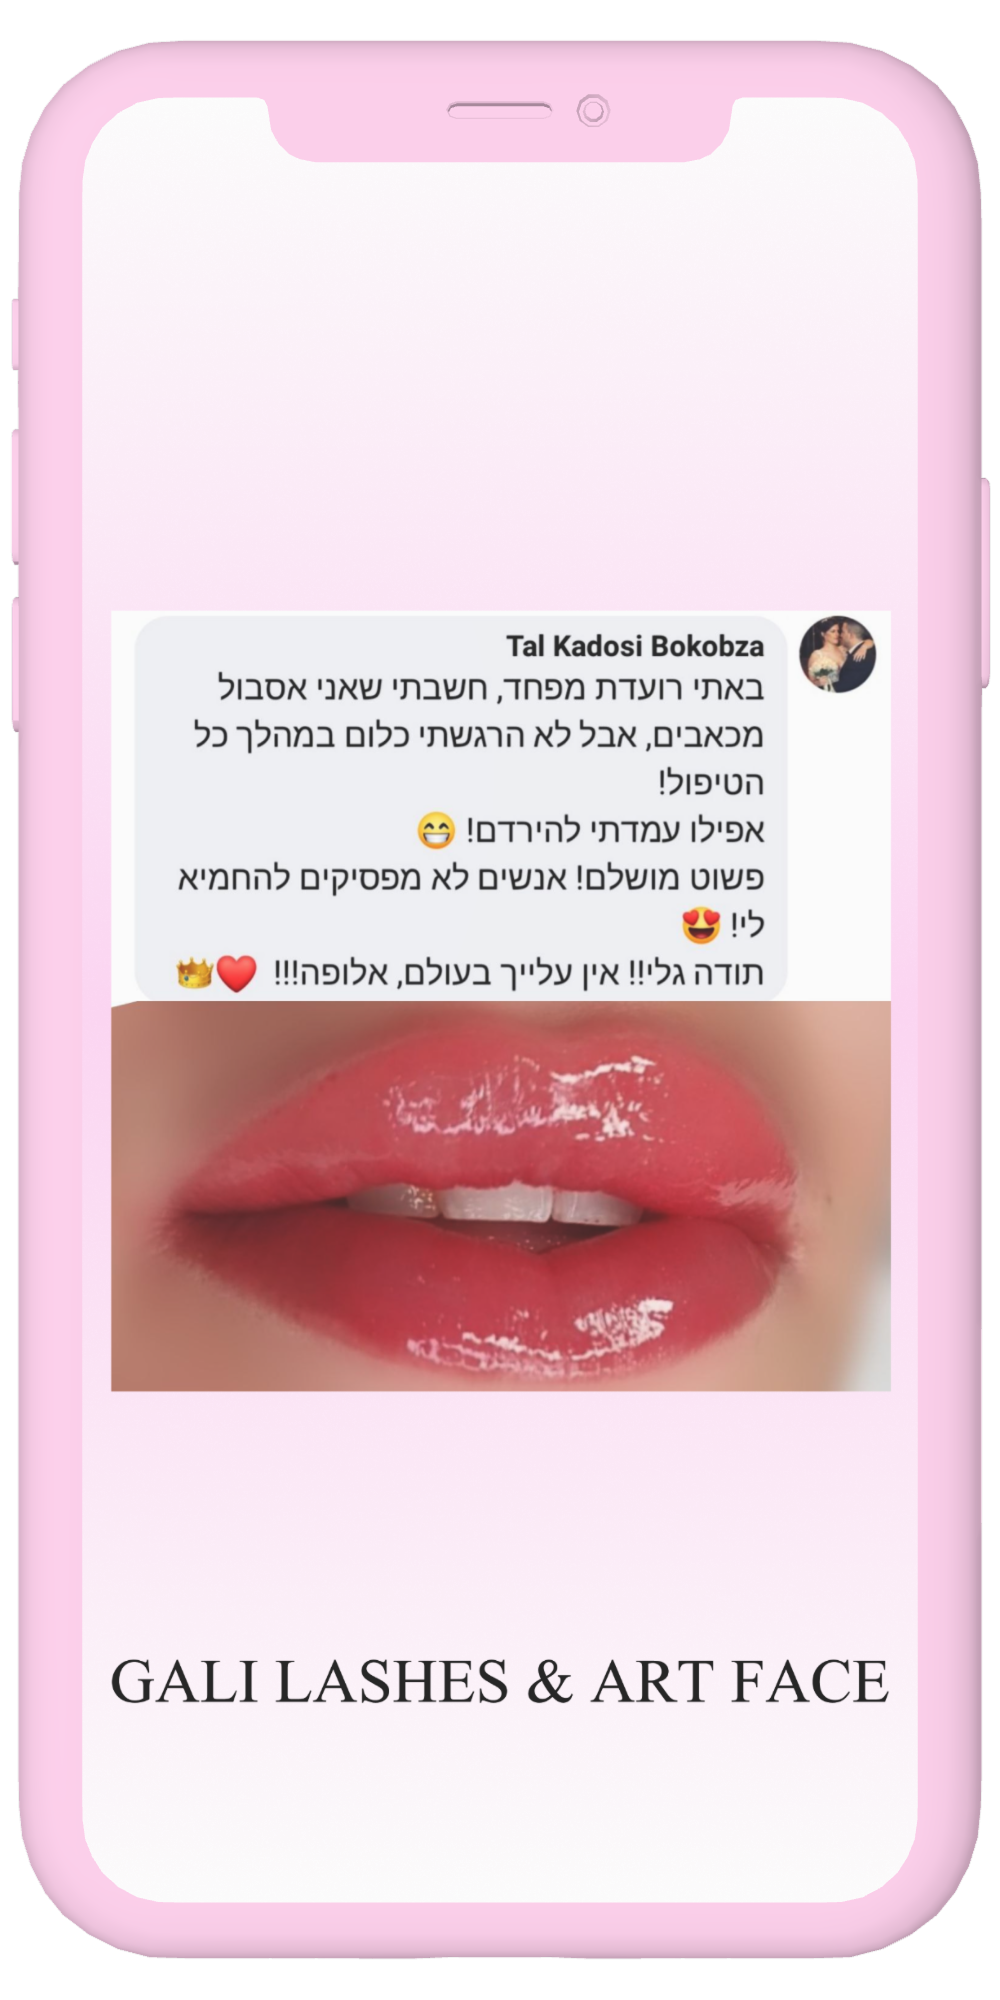 Tal Kadosi Bokobza
באתי רועדת מפחד, חשבתי שאני אסבול
מכאבים, אבל לא הרגשתי כלום במהלך כל
הטיפול!
אפילו עמדתי להירדם! 😁
פשוט מושלם! אנשים לא מפסיקים להחמיא
לי! 😍
תודה גלי!! אין עלייך בעולם, אלופה!!! ❤️👑
GALI LASHES & ART FACE